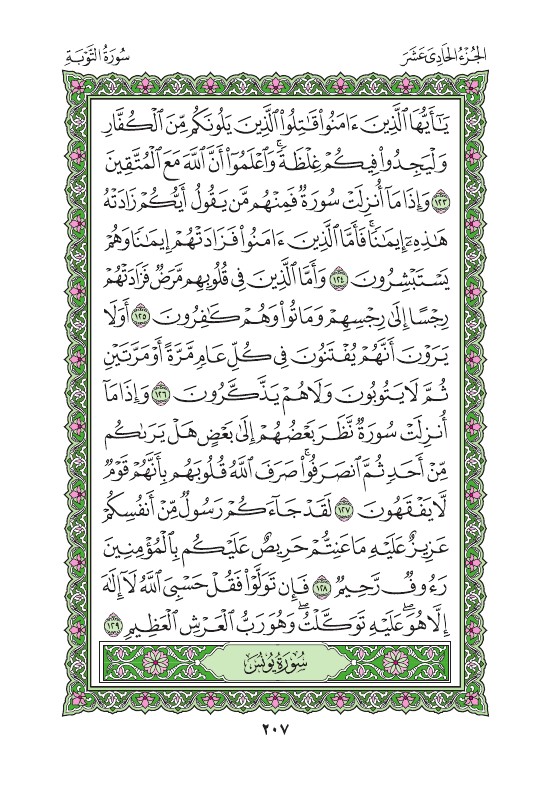 الجُزْءُ الحَادِى عَشَرَ
سُورَةُ التَّوْبَةِ
يَـٰٓأَيُّهَا ٱلَّذِينَ ءَامَنُوا۟ قَـٰتِلُوا۟ ٱلَّذِينَ يَلُونَكُم مِّنَ ٱلْكُفَّارِ
وَلْيَجِدُوا۟ فِيكُمْ غِلْظَةً ۚ وَٱعْلَمُوٓا۟ أَنَّ ٱللَّهَ مَعَ ٱلْمُتَّقِينَ
١٢٣ وَإِذَا مَآ أُنزِلَتْ سُورَةٌ فَمِنْهُم مَّن يَقُولُ أَيُّكُمْ زَادَتْهُ
هَـٰذِهِۦٓ إِيمَـٰنًا ۚ فَأَمَّا ٱلَّذِينَ ءَامَنُوا۟ فَزَادَتْهُمْ إِيمَـٰنًا وَهُمْ
يَسْتَبْشِرُونَ ١٢٤ وَأَمَّا ٱلَّذِينَ فِى قُلُوبِهِم مَّرَضٌ فَزَادَتْهُمْ
رِجْسًا إِلَىٰ رِجْسِهِمْ وَمَاتُوا۟ وَهُمْ كَـٰفِرُونَ ١٢٥ أَوَلَا
يَرَوْنَ أَنَّهُمْ يُفْتَنُونَ فِى كُلِّ عَامٍ مَّرَّةً أَوْ مَرَّتَيْنِ
ثُمَّ لَا يَتُوبُونَ وَلَا هُمْ يَذَّكَّرُونَ ١٢٦ وَإِذَا مَآ
أُنزِلَتْ سُورَةٌ نَّظَرَ بَعْضُهُمْ إِلَىٰ بَعْضٍ هَلْ يَرَىٰكُم
مِّنْ أَحَدٍ ثُمَّ ٱنصَرَفُوا۟ ۚ صَرَفَ ٱللَّهُ قُلُوبَهُم بِأَنَّهُمْ قَوْمٌ
لَّا يَفْقَهُونَ ١٢٧ لَقَدْ جَآءَكُمْ رَسُولٌ مِّنْ أَنفُسِكُمْ
عَزِيزٌ عَلَيْهِ مَا عَنِتُّمْ حَرِيصٌ عَلَيْكُم بِٱلْمُؤْمِنِينَ
رَءُوفٌ رَّحِيمٌ ١٢٨ فَإِن تَوَلَّوْا۟ فَقُلْ حَسْبِىَ ٱللَّهُ لَآ إِلَـٰهَ
إِلَّا هُوَ ۖ عَلَيْهِ تَوَكَّلْتُ ۖ وَهُوَ رَبُّ ٱلْعَرْشِ ٱلْعَظِيمِ ١٢٩
سُورَةُ يُونُسَ
٢٠٧